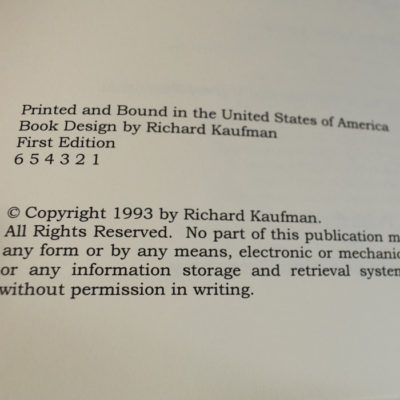 Printed and Bound in the United States of America
Book Design by Richard Kaufman
First Edition
6 5 4 3 2 1
© Copyright 1993 by Richard Kaufman.
All Rights Reserved. No part of this publication m
any form or by any means, electronic or mechanic
or any information storage and retrieval system
without permission in writing.